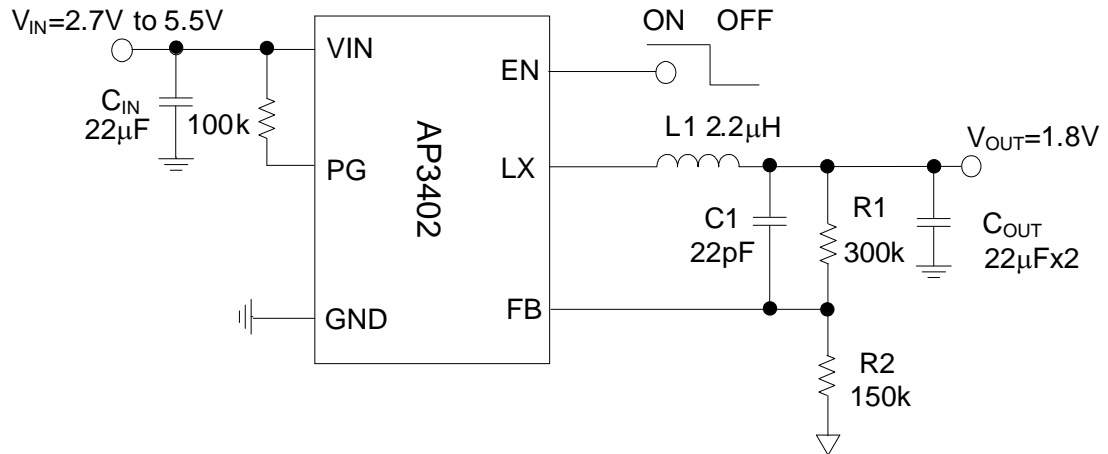 V_IN=2.7V to 5.5V
ON OFF
VIN
EN
C_IN
22μF
100k
L1 2.2μH
V_OUT=1.8V
AP3402
PG
LX
C1
22pF
R1
300k
C_OUT
22μFx2
GND
FB
R2
150k